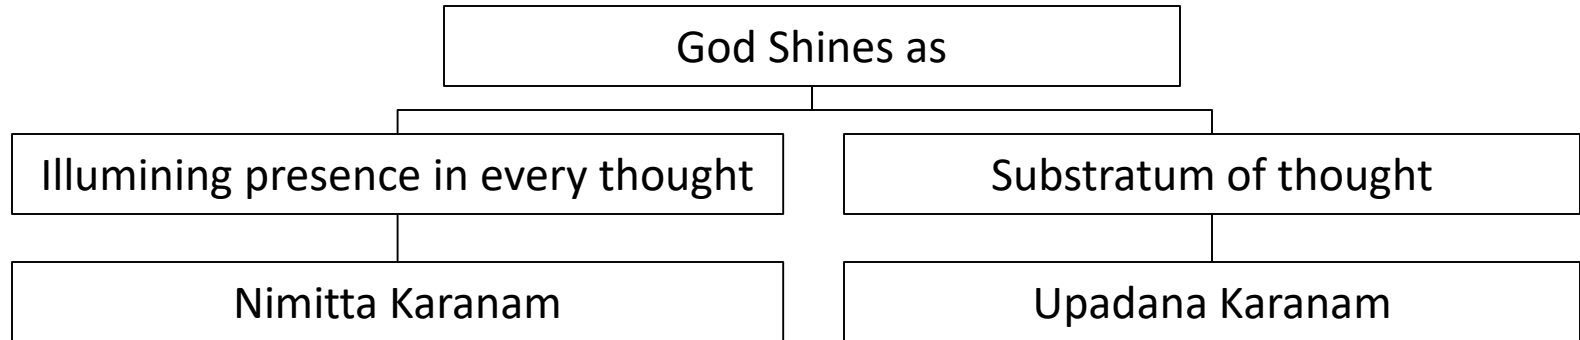 God Shines as
Illumining presence in every thought
Substratum of thought
Nimitta Karanam
Upadana Karanam